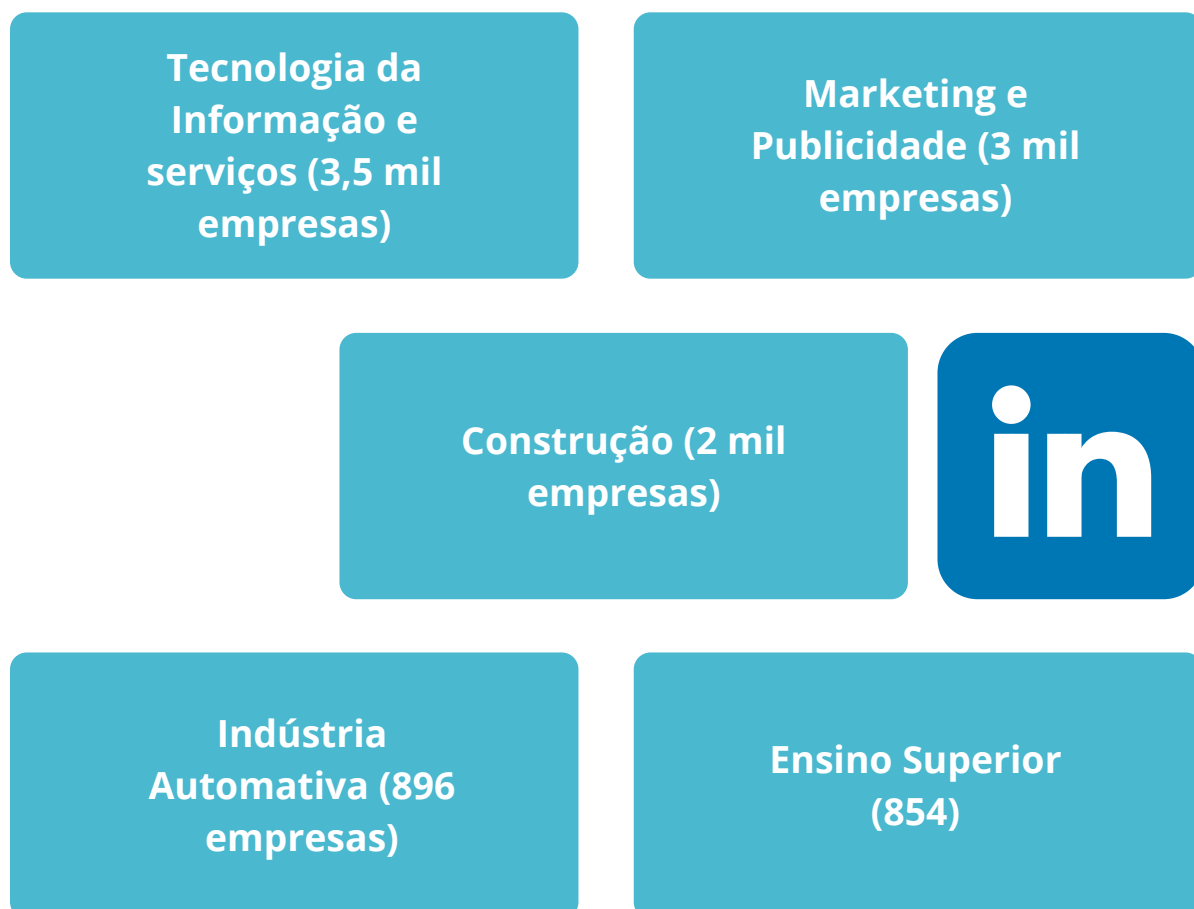 Tecnologia da
Informação e
serviços (3,5 mil
empresas)
Marketing e
Publicidade (3 mil
empresas)
Construção (2 mil
empresas)
in
Indústria
Automativa (896
empresas)
Ensino Superior
(854)